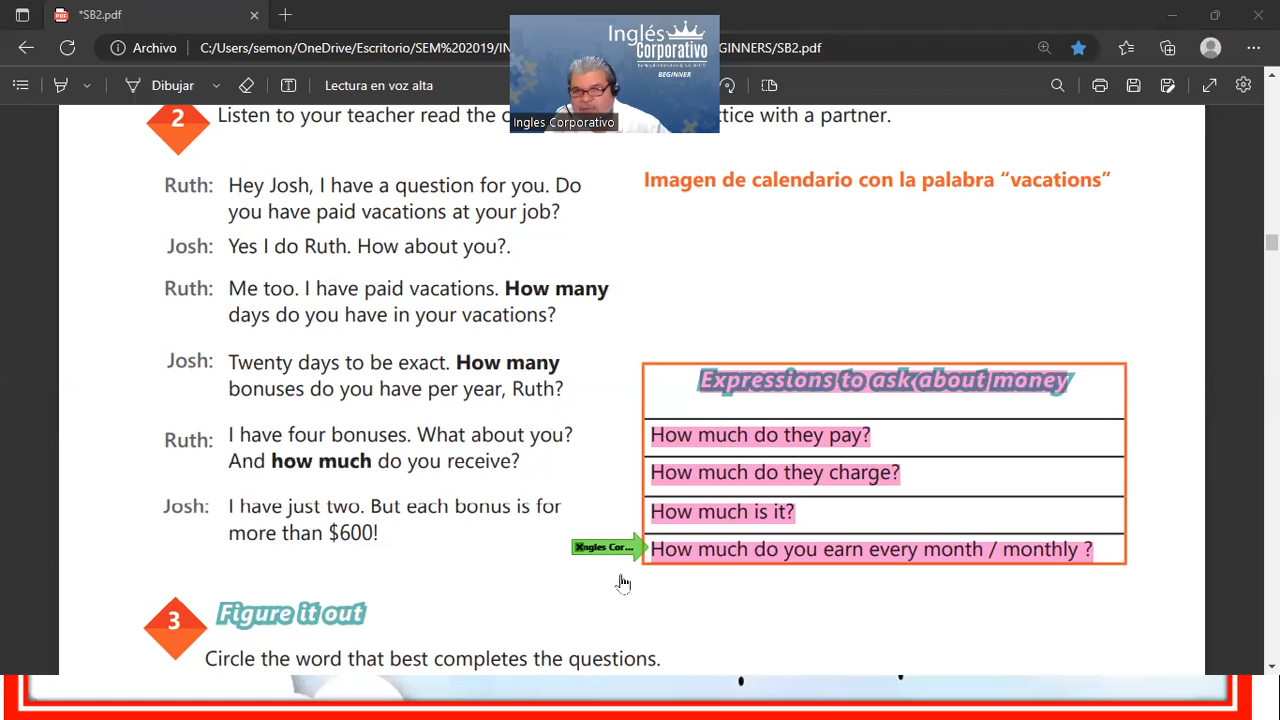 *SB2.pdf
PDF
*SB2.pdf
Archivo
C:/Users/semon/OneDrive/Escritorio/SEM%202019/IN
GINNERS/SB2.pdf
Dibujar
Lectura en voz alta
Inglés
Corporativo
BEGINNER
Ingles Corporativo
2
Listen to your teacher read the c
tice with a partner.
Ruth: Hey Josh, I have a question for you. Do
you have paid vacations at your job?
Josh: Yes I do Ruth. How about you?.
Ruth: Me too. I have paid vacations. How many
days do you have in your vacations?
Josh: Twenty days to be exact. How many
bonuses do you have per year, Ruth?
Ruth: I have four bonuses. What about you?
And how much do you receive?
Josh: I have just two. But each bonus is for
more than $600!
Imagen de calendario con la palabra “vacations”
Expressions to ask about money
How much do they pay?
How much do they charge?
How much is it?
Xngles Cor...
How much do you earn every month / monthly ?
3
Figure it out
Circle the word that best completes the questions.